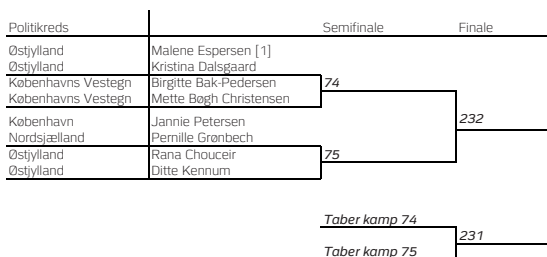 Politikreds Semifinale Finale
Østjylland Malene Espersen [1]
Østjylland Kristina Dalsgaard
Københavns Vestegn Birgitte Bak-Pedersen 74
Københavns Vestegn Mette Bøgh Christensen
København Jannie Petersen 232
Nordsjælland Pernille Grønbech
Østjylland Rana Chouceir 75
Østjylland Ditte Kennum
Taber kamp 74
231
Taber kamp 75